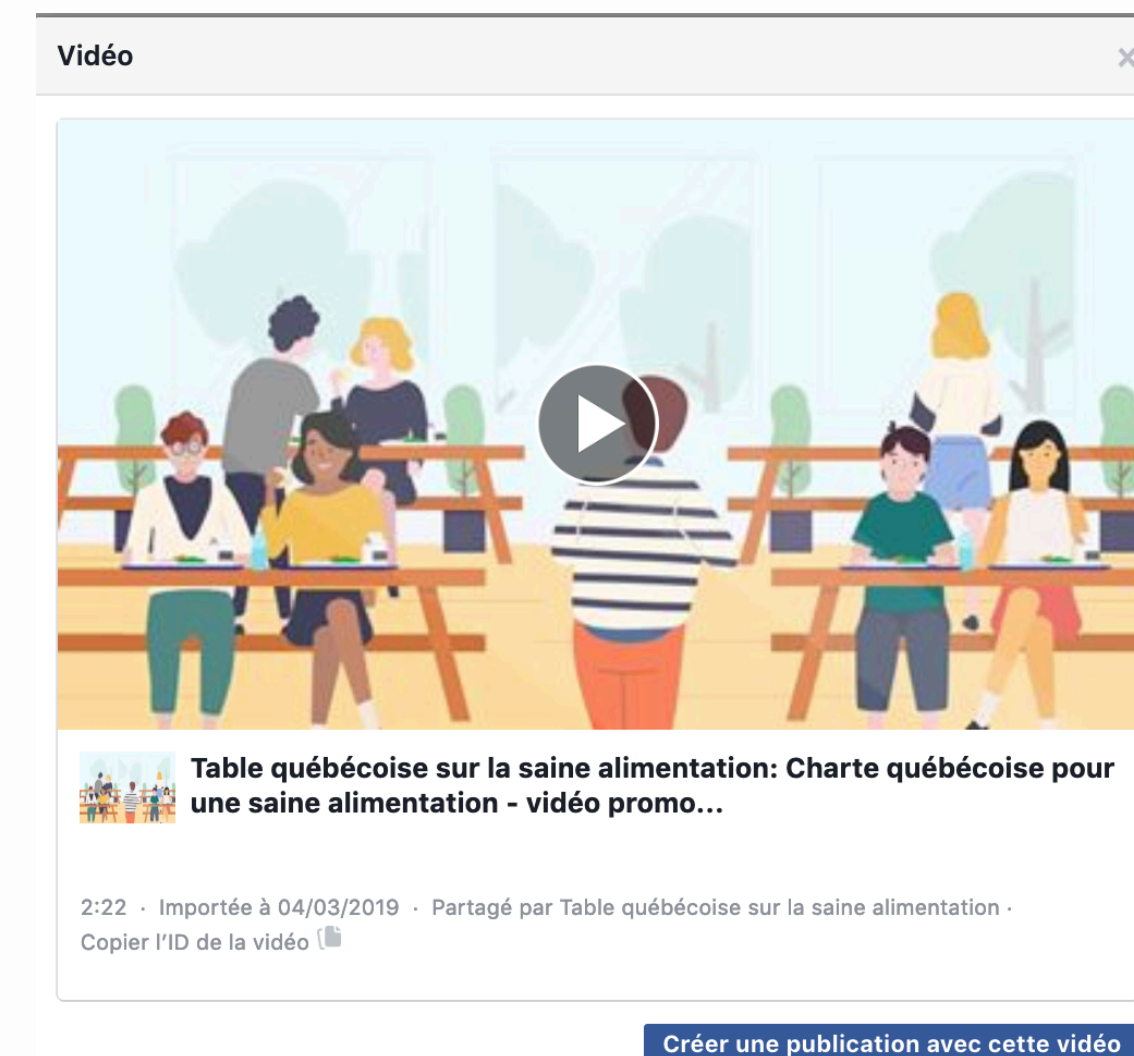 Vidéo
Table québécoise sur la saine alimentation: Charte québécoise pour
une saine alimentation - vidéo promo...
2:22 · Importée à 04/03/2019 · Partagé par Table québécoise sur la saine alimentation ·
Copier l’ID de la vidéo
Créer une publication avec cette vidéo